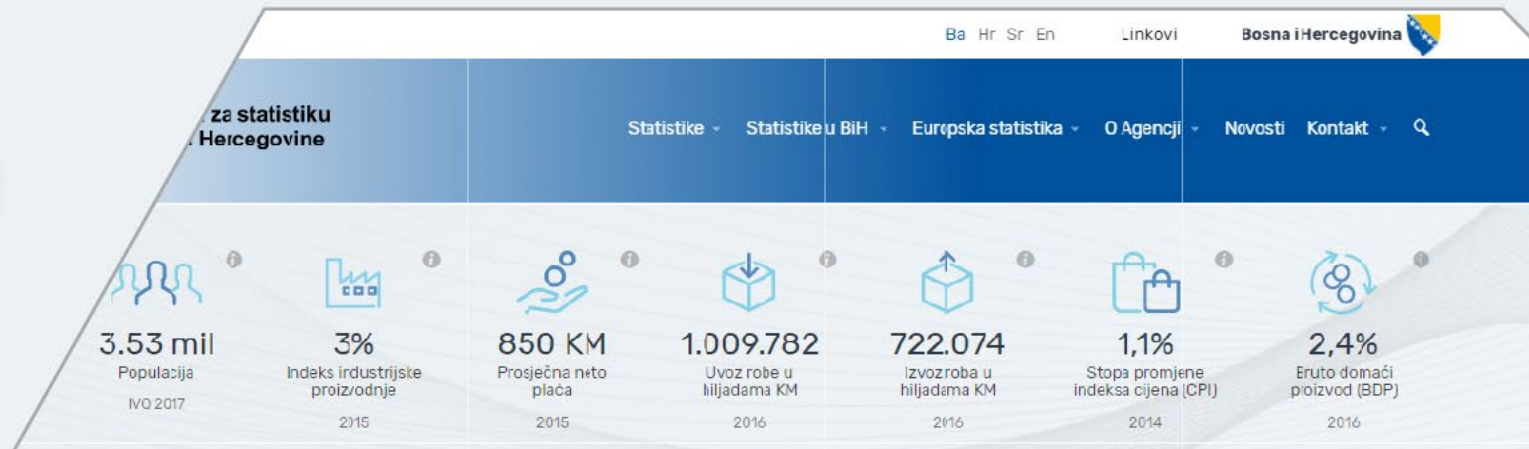 Ba Hr Sr En Linkovi Bosna i Hercegovina
za statistiku
Hercegovine
Statistike Statistike u BiH Europska statistika O Agenciji Novosti Kontakt
3.53 mil
Populacija
IVQ 2017
3%
Indeks industrijske
proizvodnje
2015
850 KM
Prosječna neto
plaća
2015
1.009.782
Uvoz robe u
hiljadama KM
2016
722.074
Izvoz roba u
hiljadama KM
2016
1,1%
Stopa promjene
indeksa cijena (CPI)
2014
2,4%
Bruto domaći
proizvod (BDP)
2016